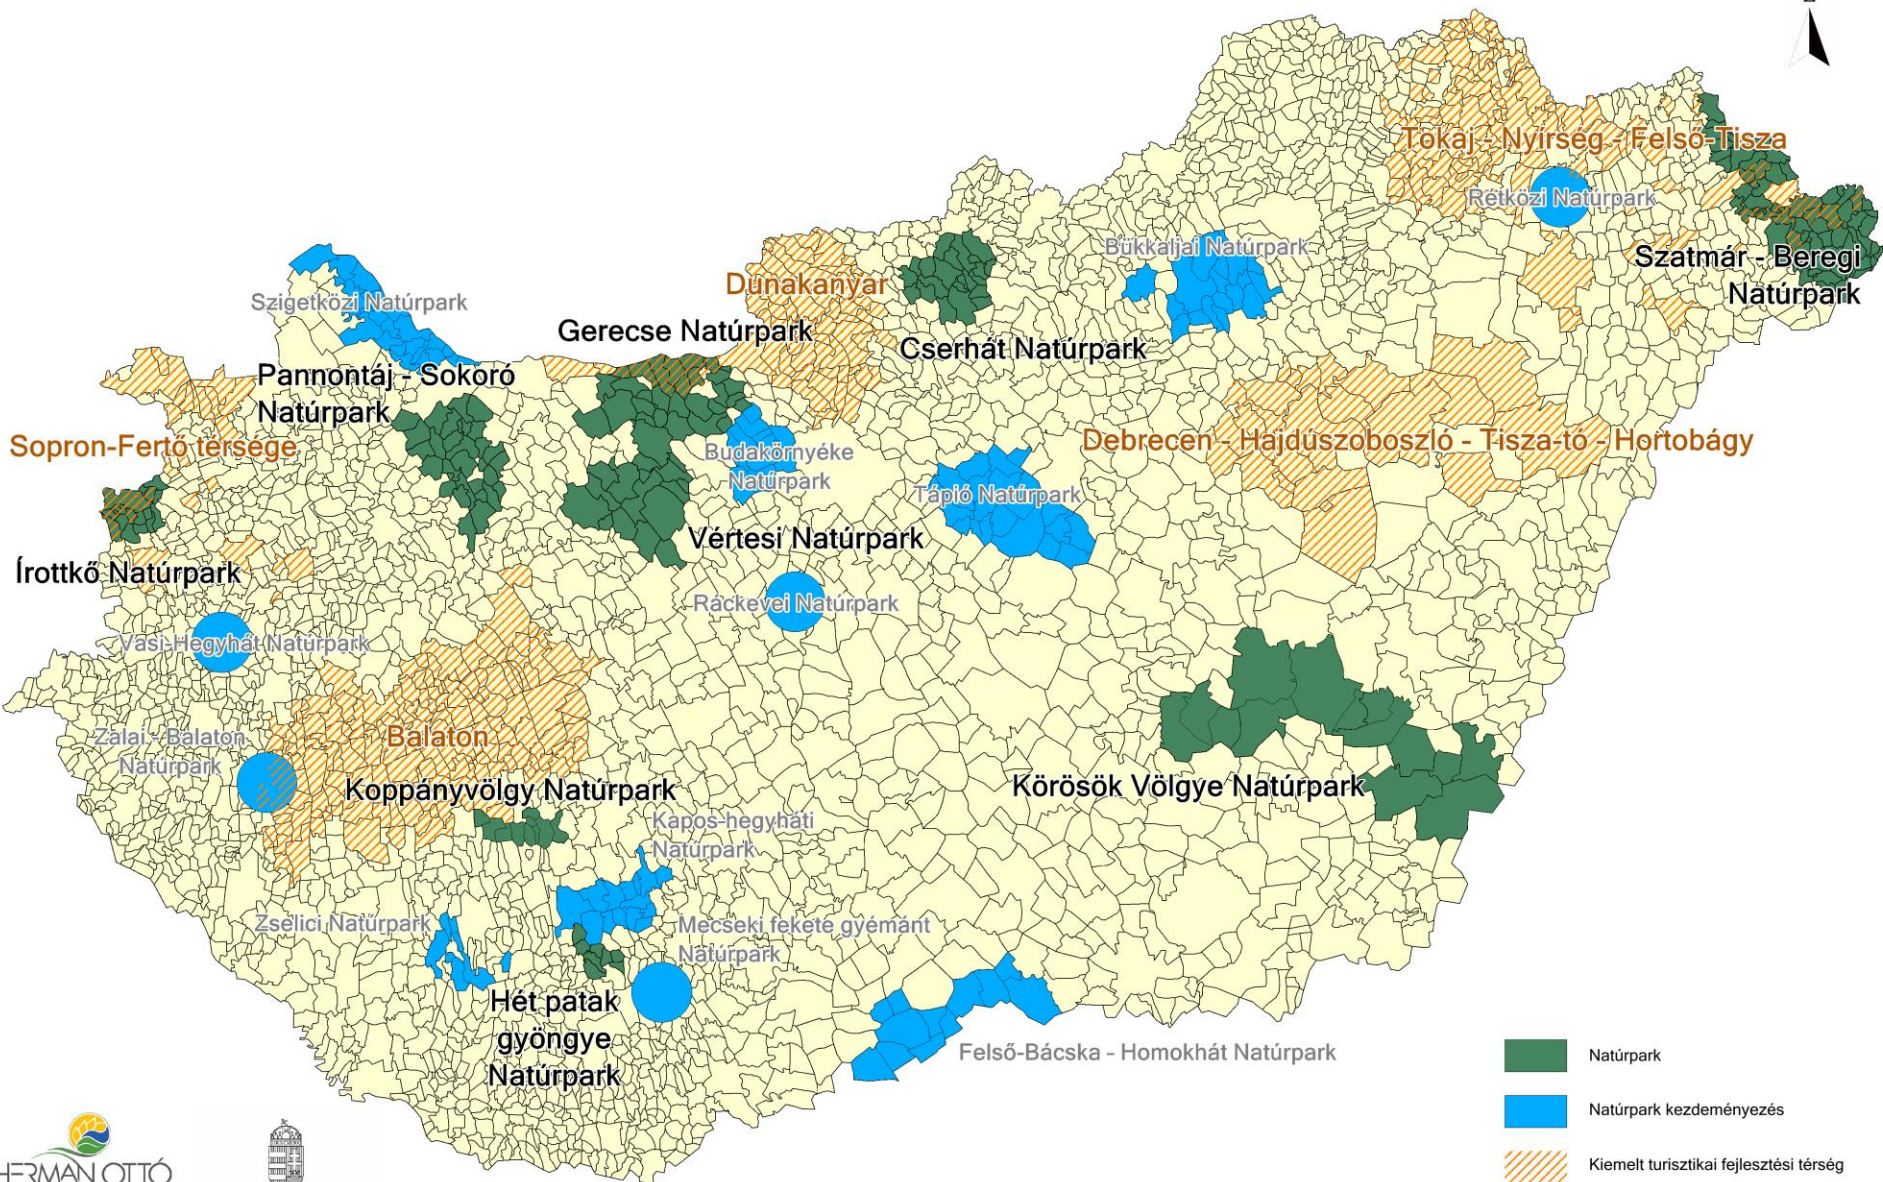 Tokaj - Nyírség - Felső-Tisza
Rétközi Natúrpark
Szatmár - Beregi
Natúrpark
Bükkaljai Natúrpark
Dunakanyar
Szigetközi Natúrpark
Gerecse Natúrpark
Cserhát Natúrpark
Pannontáj - Sokoró
Natúrpark
Sopron-Fertő térsége
Budakörnyéke
Natúrpark
Debrecen - Hajdúszoboszló - Tisza-tó - Hortobágy
Tápió Natúrpark
Vértesi Natúrpark
Írottkő Natúrpark
Ráckevei Natúrpark
Vasi-Hegyhát Natúrpark
Zalai - Balaton
Natúrpark
Balaton
Koppányvölgy Natúrpark
Körösök Völgye Natúrpark
Kapos-hegyháti
Natúrpark
Zselici Natúrpark
Mecseki fekete gyémánt
Natúrpark
Hét patak
gyöngye
Natúrpark
Felső-Bácska - Homokhát Natúrpark
Natúrpark
Natúrpark kezdeményezés
Kiemelt turisztikai fejlesztési térség
HERMAN OTTÓ